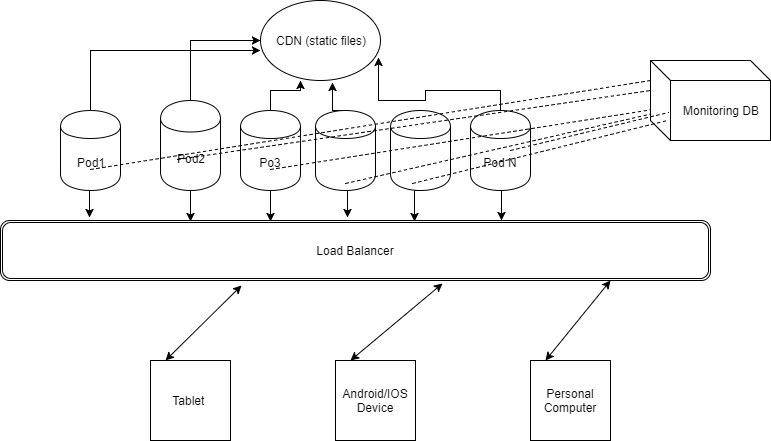 CDN (static files)
Monitoring DB
Pod1
Pod2
Po3
Pod N
Load Balancer
Tablet
Android/IOS
Device
Personal
Computer